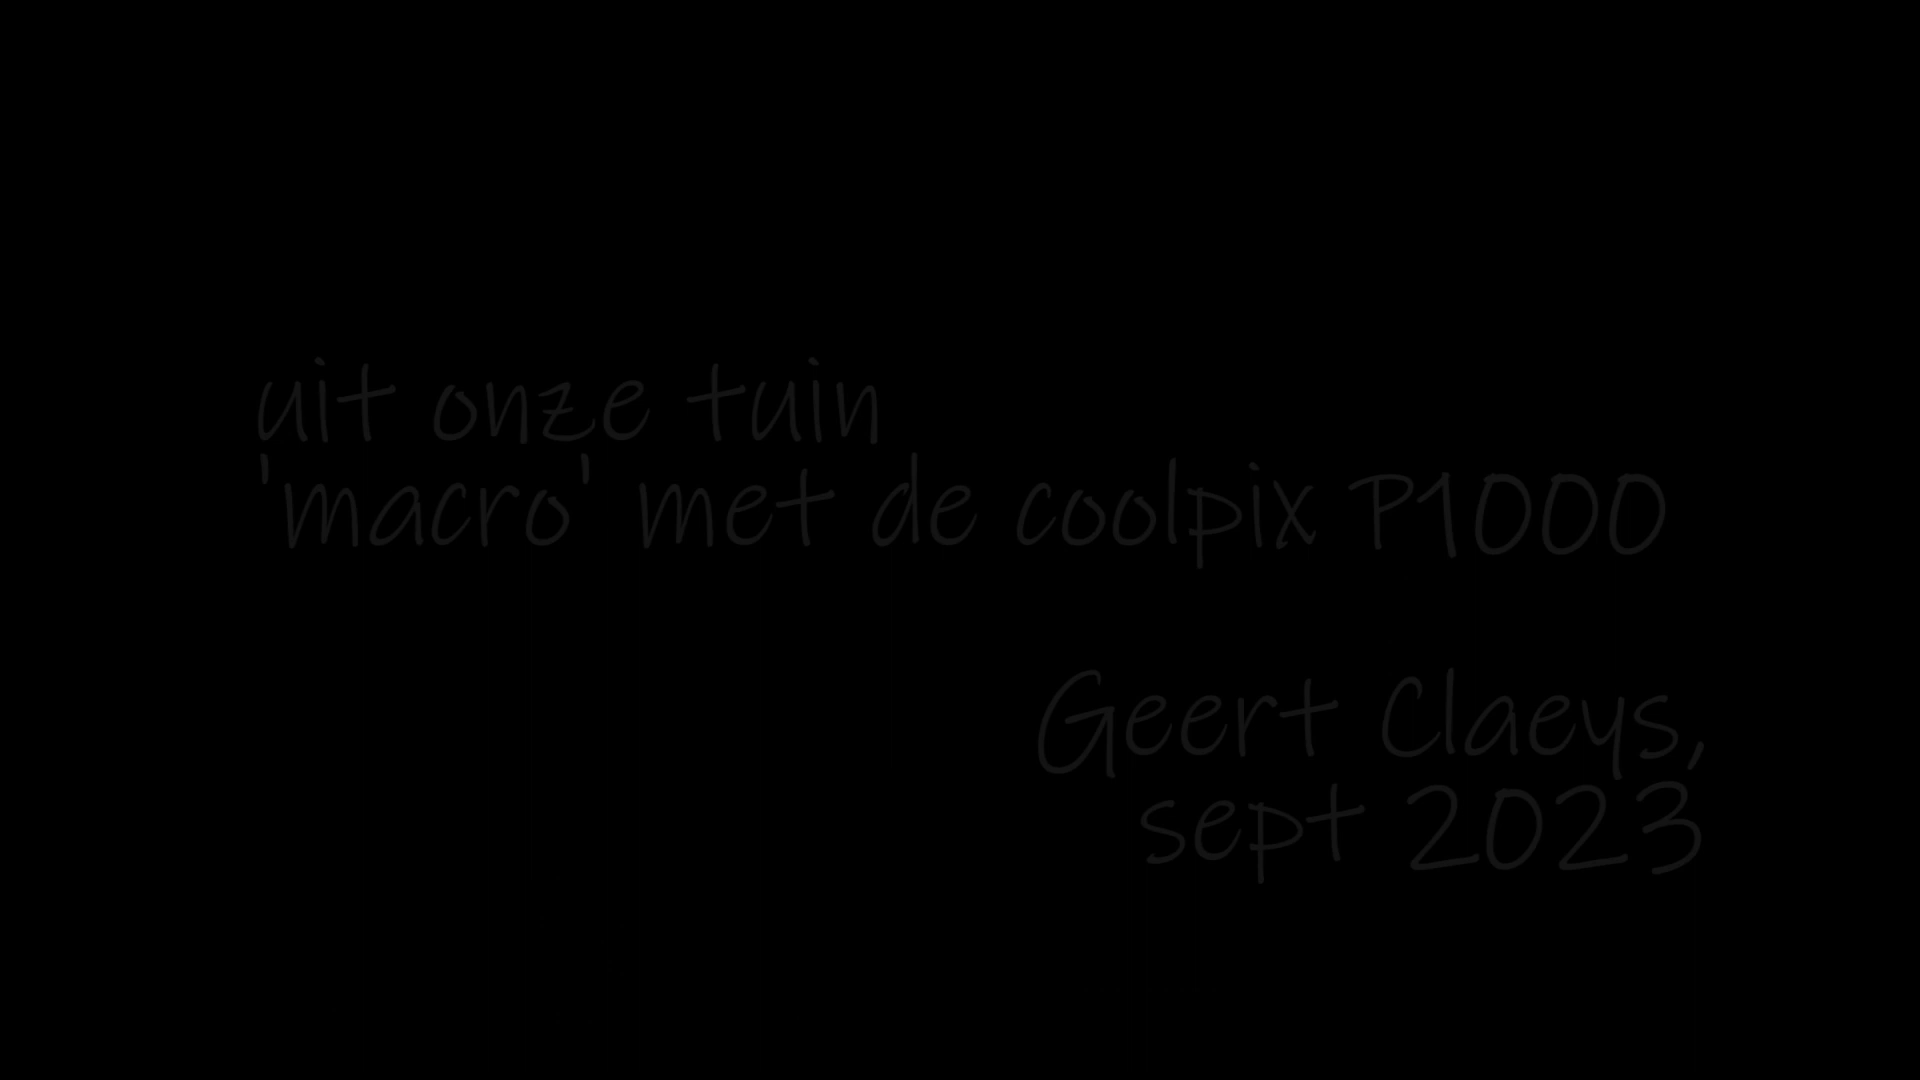 uit onze tuin
'macro' met de coolpix P1000
Geert Claeys,
sept 2023